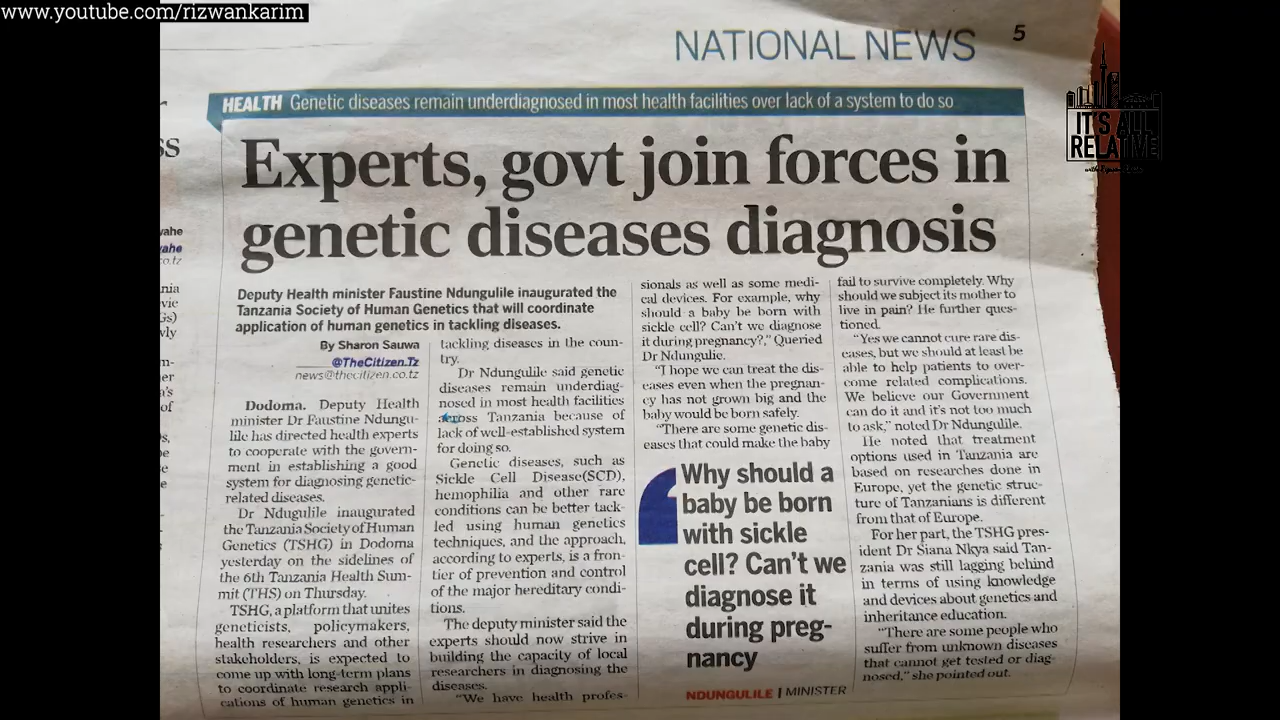 www.youtube.com/rizwankarim
NATIONAL NEWS 5
IT'S ALL
RELATIVE
HEALTH Genetic diseases remain underdiagnosed in most health facilities over lack of a system to do so
Experts, govt join forces in
genetic diseases diagnosis
Deputy Health minister Faustine Ndungulile inaugurated the
Tanzania Society of Human Genetics that will coordinate
application of human genetics in tackling diseases.
By Sharon Sauwa
@TheCitizen.Tz
news@thecitizen.co.tz
Dodoma. Deputy Health
minister Dr Faustine Ndungu-
lile has directed health experts
to cooperate with the govern-
ment in establishing a good
system for diagnosing genetic-
related diseases.
Dr Ndugulile inaugurated
the Tanzania Society of Human
Genetics (TSHG) in Dodoma
yesterday on the sidelines of
the 6th Tanzania Health Sum-
mit (THS) on Thursday.
TSHG, a platform that unites
geneticists, policymakers,
health researchers and other
stakeholders, is expected to
come up with long-term plans
to coordinate research appli-
cations of human genetics in
tackling diseases in the coun-
try.
Dr Ndungulile said genetic
diseases remain underdiag-
nosed in most health facilities
across Tanzania because of
lack of well-established system
for doing so.
Genetic diseases, such as
Sickle Cell Disease(SCD),
hemophilia and other rare
conditions can be better tack-
led using human genetics
techniques, and the approach,
according to experts, is a fron-
tier of prevention and control
of the major hereditary condi-
tions.
The deputy minister said the
experts should now strive in
building the capacity of local
researchers in diagnosing the
diseases.
"We have health profes-
sionals as well as some medi-
cal devices. For example, why
should a baby be born with
sickle cell? Can't we diagnose
it during pregnancy?," Queried
Dr Ndungulie.
"I hope we can treat the dis-
eases even when the pregnan-
cy has not grown big and the
baby would be born safely.
"There are some genetic dis-
eases that could make the baby
Why should a
baby be born
with sickle
cell? Can't we
diagnose it
during preg-
nancy
NDUNGULILE | MINISTER
fail to survive completely. Why
should we subject its mother to
live in pain? He further ques-
tioned.
"Yes we cannot cure rare dis-
eases, but we should at least be
able to help patients to over-
come related complications.
We believe our Government
can do it and it's not too much
to ask," noted Dr Ndungulile.
He noted that treatment
options used in Tanzania are
based on researches done in
Europe, yet the genetic struc-
ture of Tanzanians is different
from that of Europe.
For her part, the TSHG pres-
ident Dr Siana Nkya said Tan-
zania was still lagging behind
in terms of using knowledge
and devices about genetics and
inheritance education.
"There are some people who
suffer from unknown diseases
that cannot get tested or diag-
nosed," she pointed out.